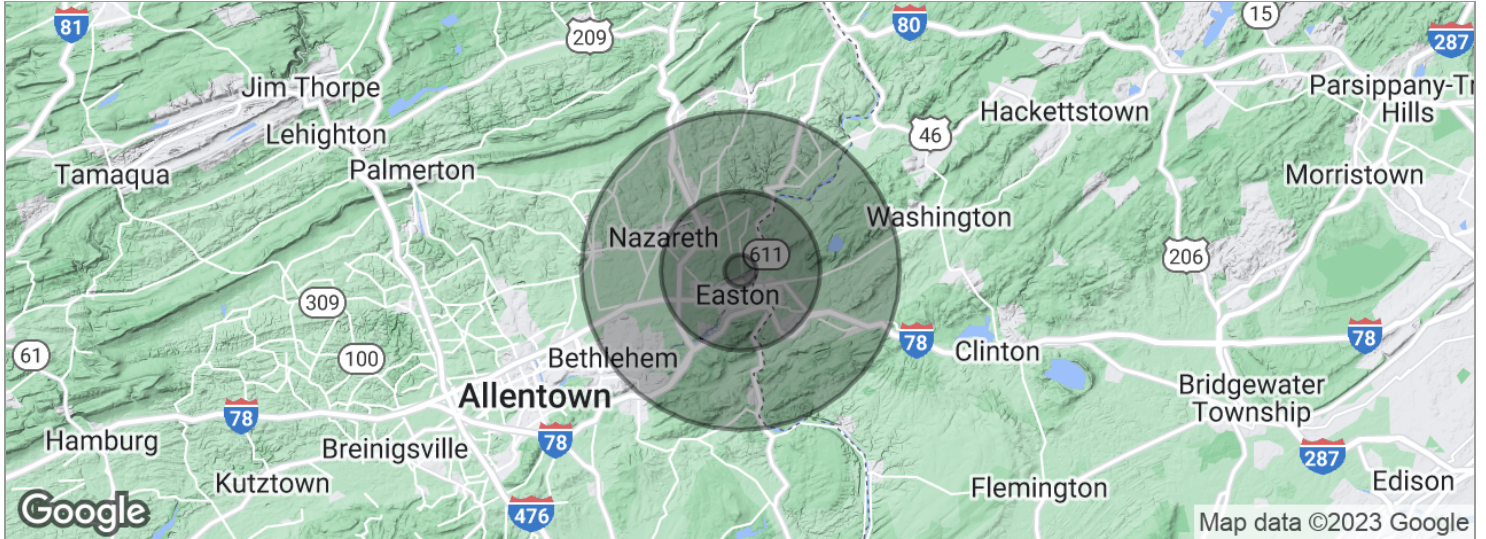 81
209
80
15
287
Jim Thorpe
Hackettstown
Parsippany-Tr
Hills
Lehighton
46
Tamaqua
Palmerton
Morristown
Washington
Nazareth
611
206
Easton
309
61
100
Bethlehem
78
Clinton
78
Allentown
Bridgewater
Township
78
Hamburg
Breinigsville
78
287
Kutztown
Flemington
Edison
476
Google
Map data ©2023 Google